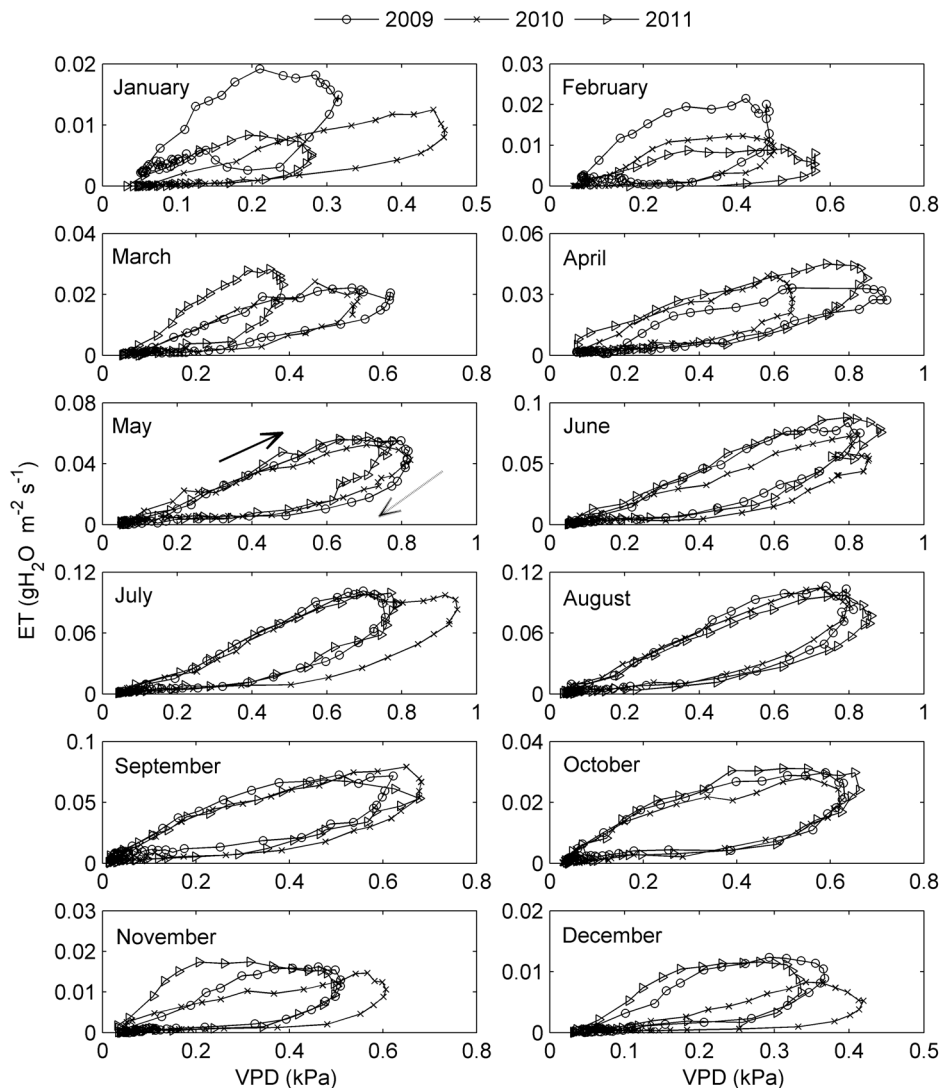 2009 2010 2011
January
0.02
0.01
0
0 0.1 0.2 0.3 0.4 0.5
February
0.03
0.02
0.01
0
0 0.2 0.4 0.6 0.8
March
0.04
0.02
0
0 0.2 0.4 0.6 0.8
April
0.06
0.03
0
0 0.2 0.4 0.6 0.8 1
May
0.08
0.04
0
0 0.2 0.4 0.6 0.8 1
June
0.1
0.05
0
0 0.2 0.4 0.6 0.8 1
July
0.12
0.06
0
0 0.2 0.4 0.6 0.8 1
August
0.1
0.05
0
0 0.2 0.4 0.6 0.8 1
September
0.1
0.05
0
0 0.2 0.4 0.6 0.8
October
0.04
0.02
0
0 0.2 0.4 0.6 0.8
November
0.03
0.02
0.01
0
0 0.2 0.4 0.6 0.8
December
0.02
0.01
0
0 0.1 0.2 0.3 0.4 0.5
ET (gH₂O m⁻² s⁻¹)
VPD (kPa) VPD (kPa)